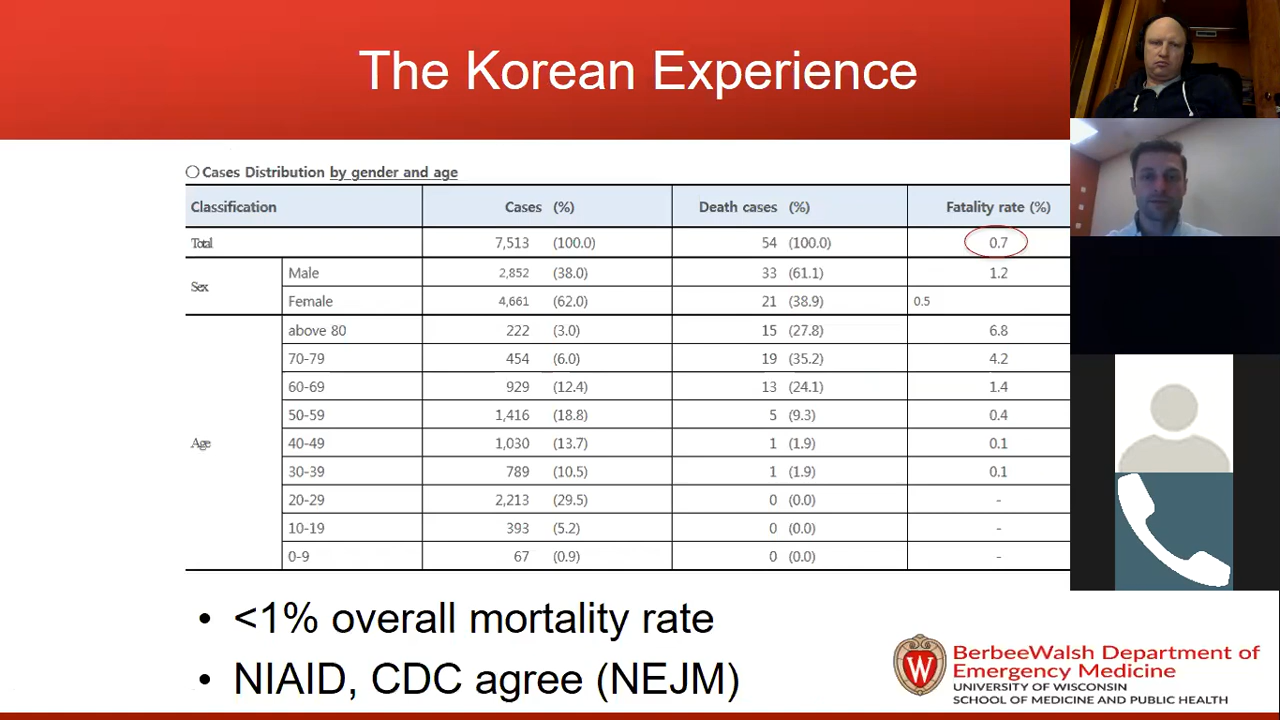 The Korean Experience
○ Cases Distribution by gender and age
Classification Cases (%) Death cases (%) Fatality rate (%)
Total 7,513 (100.0) 54 (100.0) 0.7
Sex
Male 2,852 (38.0) 33 (61.1) 1.2
Female 4,661 (62.0) 21 (38.9) 0.5
Age
above 80 222 (3.0) 15 (27.8) 6.8
70-79 454 (6.0) 19 (35.2) 4.2
60-69 929 (12.4) 13 (24.1) 1.4
50-59 1,416 (18.8) 5 (9.3) 0.4
40-49 1,030 (13.7) 1 (1.9) 0.1
30-39 789 (10.5) 1 (1.9) 0.1
20-29 2,213 (29.5) 0 (0.0) -
10-19 393 (5.2) 0 (0.0) -
0-9 67 (0.9) 0 (0.0) -
• <1% overall mortality rate
• NIAID, CDC agree (NEJM)
W
BerbeeWalsh Department of
Emergency Medicine
UNIVERSITY OF WISCONSIN
SCHOOL OF MEDICINE AND PUBLIC HEALTH